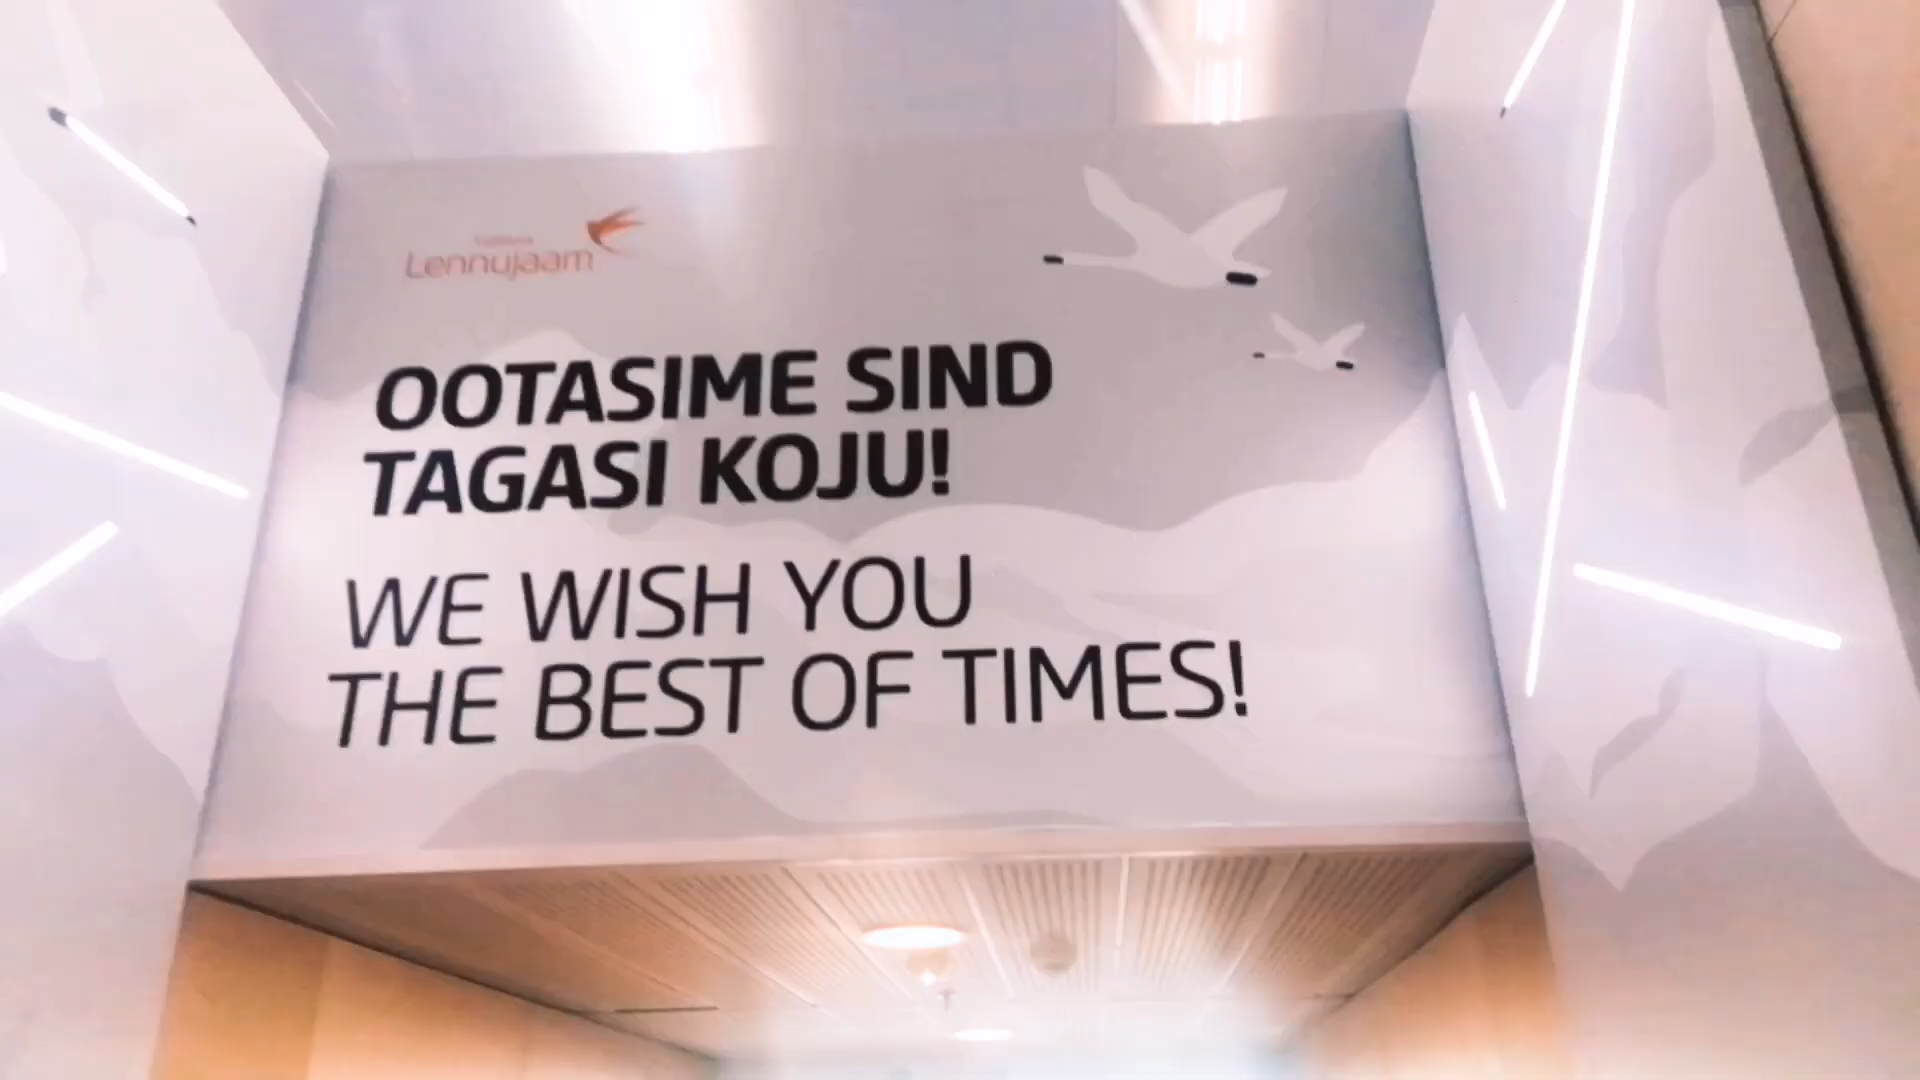 Lennujaam
OOTASIME SIND
TAGASI KOJU!
WE WISH YOU
THE BEST OF TIMES!